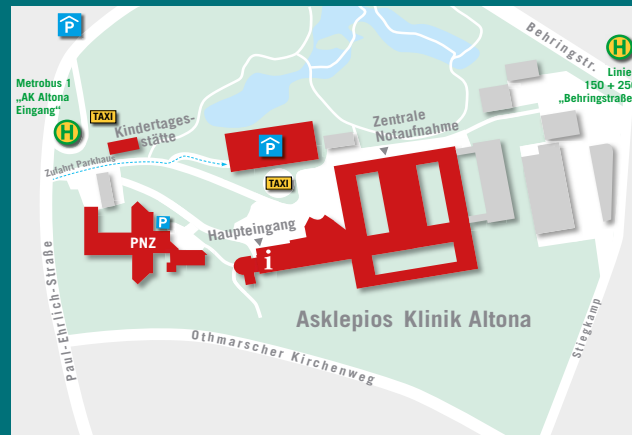 P
Behringstr.
H
Linie
150 + 250
„Behringstraße“
Metrobus 1
„AK Altona
Eingang“
H
TAXI
Kindertages-
stätte
Zentrale
Notaufnahme
P
Zufahrt Parkhaus
TAXI
P
PNZ
Haupteingang
i
Asklepios Klinik Altona
Paul-Ehrlich-Straße
Othmarscher Kirchenweg
Stiegkamp